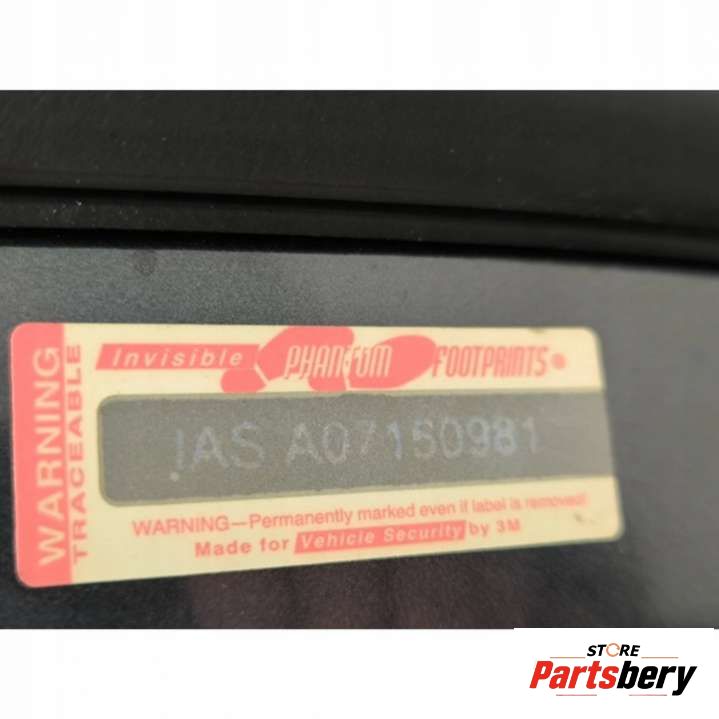 WARNING
TRACEABLE
Invisible PHANTOM FOOTPRINTS
IAS A07150981
WARNING—Permanently marked even if label is removed!
Made for Vehicle Security by 3M
STORE
Partsbery